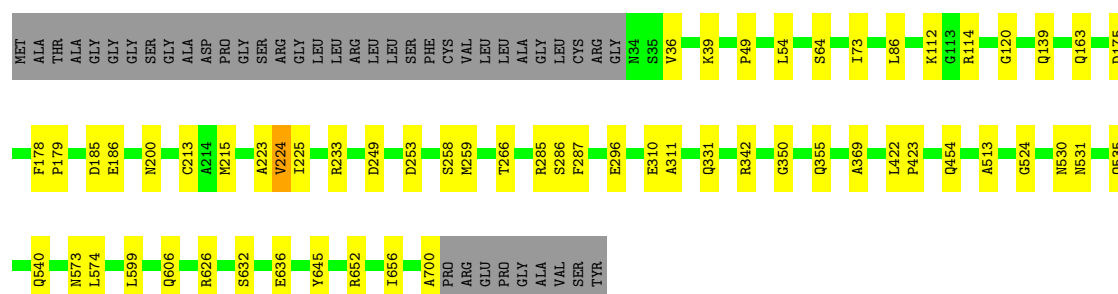 MET ALA THR ALA GLY GLY GLY SER GLY ALA ASP PRO GLY SER ARG GLY LEU LEU ARG LEU LEU SER PHE CYS VAL LEU LEU ALA GLY LEU CYS ARG GLY N34 S35 V36 K39 P49 L54 S64 I73 L86 K112 G113 R114 G120 Q139 Q163 D175
F178 P179 D185 E186 N200 C213 A214 M215 A223 V224 I225 R233 D249 D253 S258 M259 T266 R285 S286 F287 E296 E310 A311 Q331 R342 G350 Q355 A369 L422 P423 Q454 A513 G524 N530 N531 Q535
Q540 N573 L574 L599 Q606 R626 S632 E636 Y645 R652 I656 A700 PRO ARG GLU PRO GLY ALA VAL SER TYR